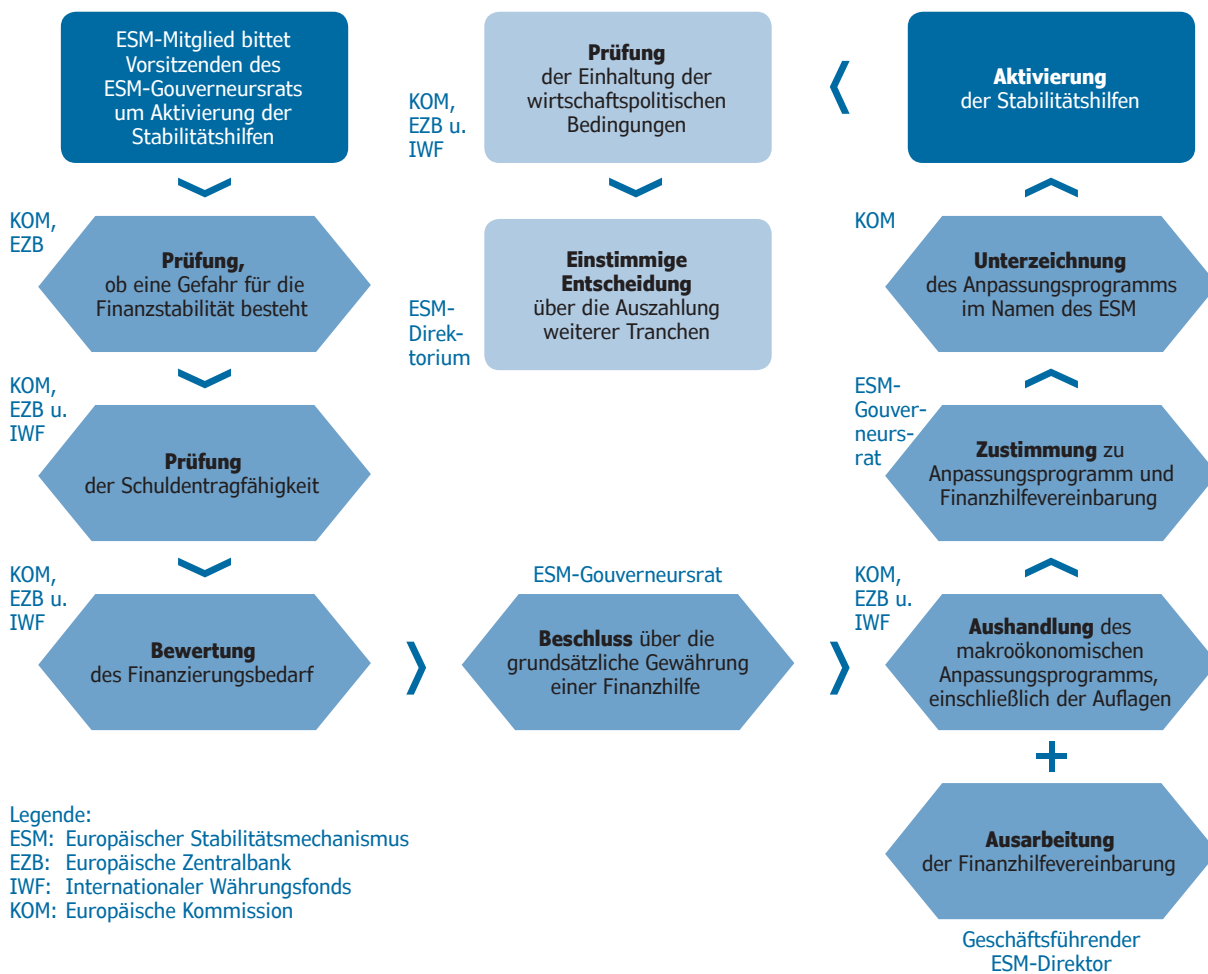 ESM-Mitglied bittet
Vorsitzenden des
ESM-Gouverneursrats
um Aktivierung der
Stabilitätshilfen
KOM,
EZB
Prüfung,
ob eine Gefahr für die
Finanzstabilität besteht
KOM,
EZB u.
IWF
Prüfung
der Schuldentragfähigkeit
KOM,
EZB u.
IWF
Bewertung
des Finanzierungsbedarf
ESM-Gouverneursrat
Beschluss über die
grundsätzliche Gewährung
einer Finanzhilfe
KOM,
EZB u.
IWF
Aushandlung des
makroökonomischen
Anpassungsprogramms,
einschließlich der Auflagen
+
Ausarbeitung
der Finanzhilfevereinbarung
Geschäftsführender
ESM-Direktor
ESM-
Gouver-
neurs-
rat
Zustimmung zu
Anpassungsprogramm und
Finanzhilfevereinbarung
KOM
Unterzeichnung
des Anpassungsprogramms
im Namen des ESM
Aktivierung
der Stabilitätshilfen
KOM,
EZB u.
IWF
Prüfung
der Einhaltung der
wirtschaftspolitischen
Bedingungen
ESM-
Direk-
torium
Einstimmige
Entscheidung
über die Auszahlung
weiterer Tranchen
Legende:
ESM: Europäischer Stabilitätsmechanismus
EZB: Europäische Zentralbank
IWF: Internationaler Währungsfonds
KOM: Europäische Kommission